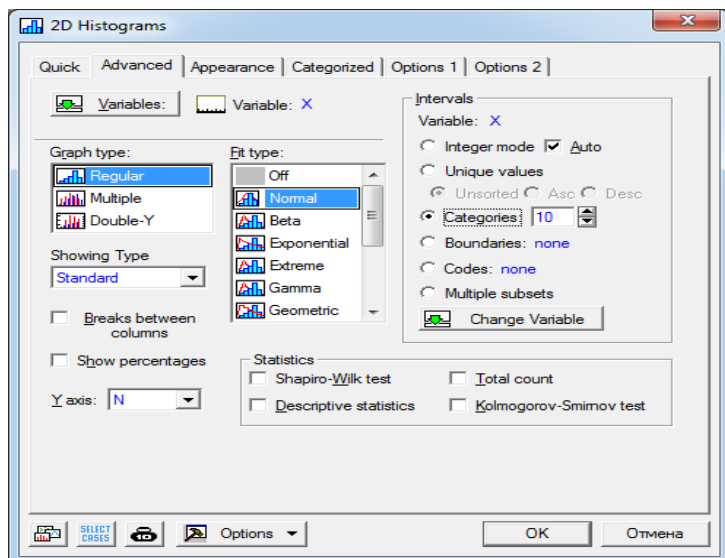 2D Histograms
Quick Advanced Appearance Categorized Options 1 Options 2
Variables: Variable: X
Graph type:
Regular
Multiple
Double-Y
Showing Type
Standard
Breaks between
columns
Show percentages
Y axis: N
Fit type:
Off
Normal
Beta
Exponential
Extreme
Gamma
Geometric
Intervals
Variable: X
Integer mode Auto
Unique values
Unsorted Asc Desc
Categories: 10
Boundaries: none
Codes: none
Multiple subsets
Change Variable
Statistics
Shapiro-Wilk test Total count
Descriptive statistics Kolmogorov-Smirnov test
SELECT
CASES
Options OK Отмена